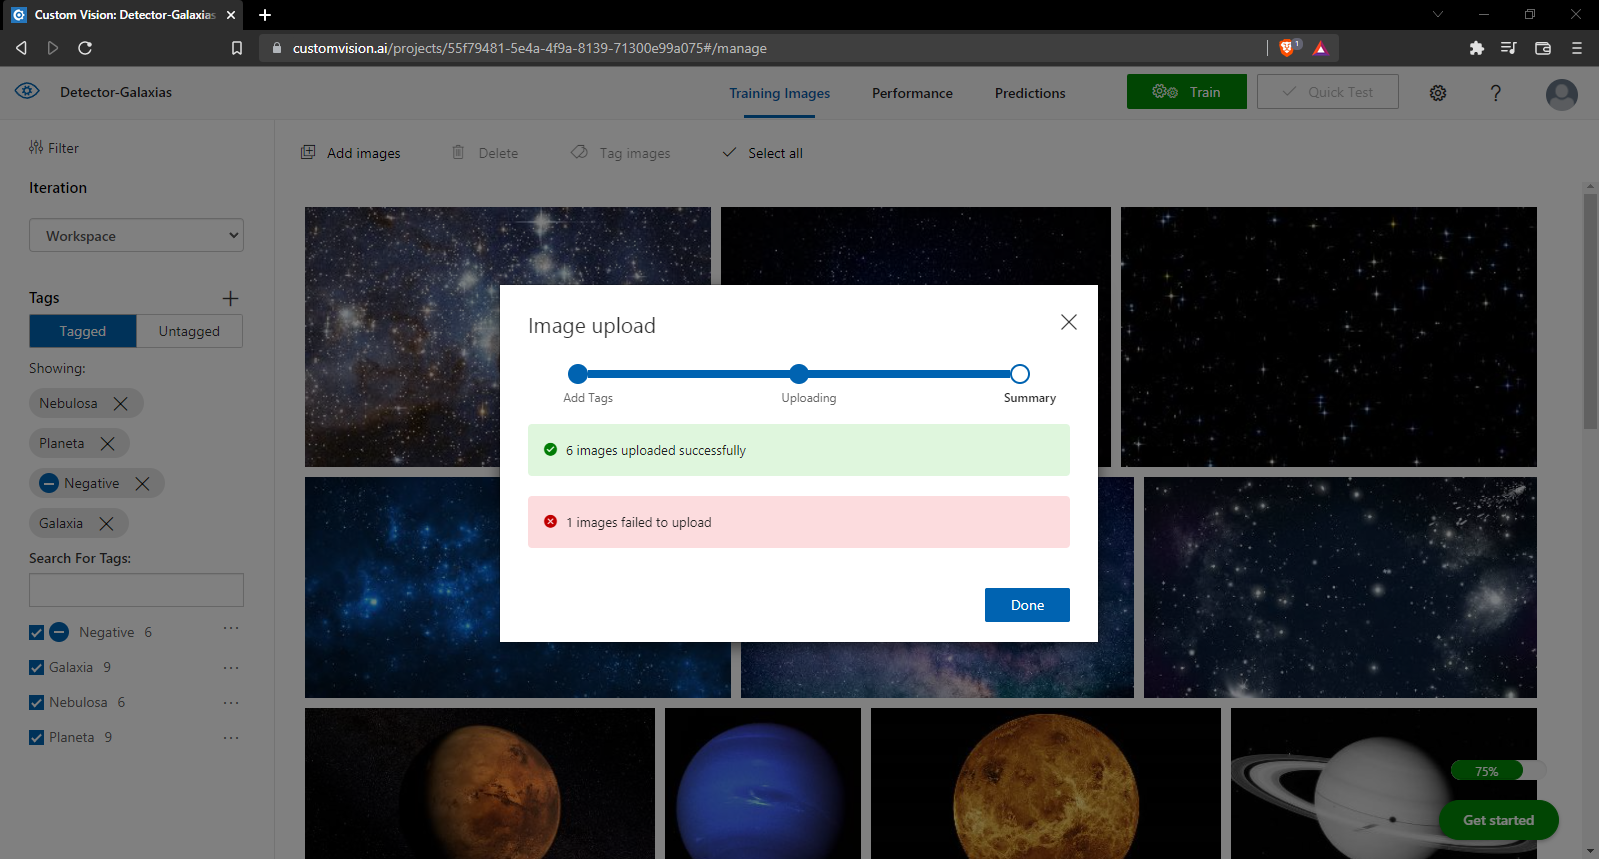 Custom Vision: Detector-Galaxias
customvision.ai/projects/55f79481-5e4a-4f9a-8139-71300e99a075#/manage
1
Detector-Galaxias
Training Images
Performance
Predictions
Train
Quick Test
?
Filter
Add images
Delete
Tag images
Select all
Iteration
Workspace
Tags
Tagged
Untagged
Showing:
Nebulosa
Planeta
Negative
Galaxia
Search For Tags:
Negative 6
Galaxia 9
Nebulosa 6
Planeta 9
Image upload
Add Tags
Uploading
Summary
6 images uploaded successfully
1 images failed to upload
Done
75%
Get started